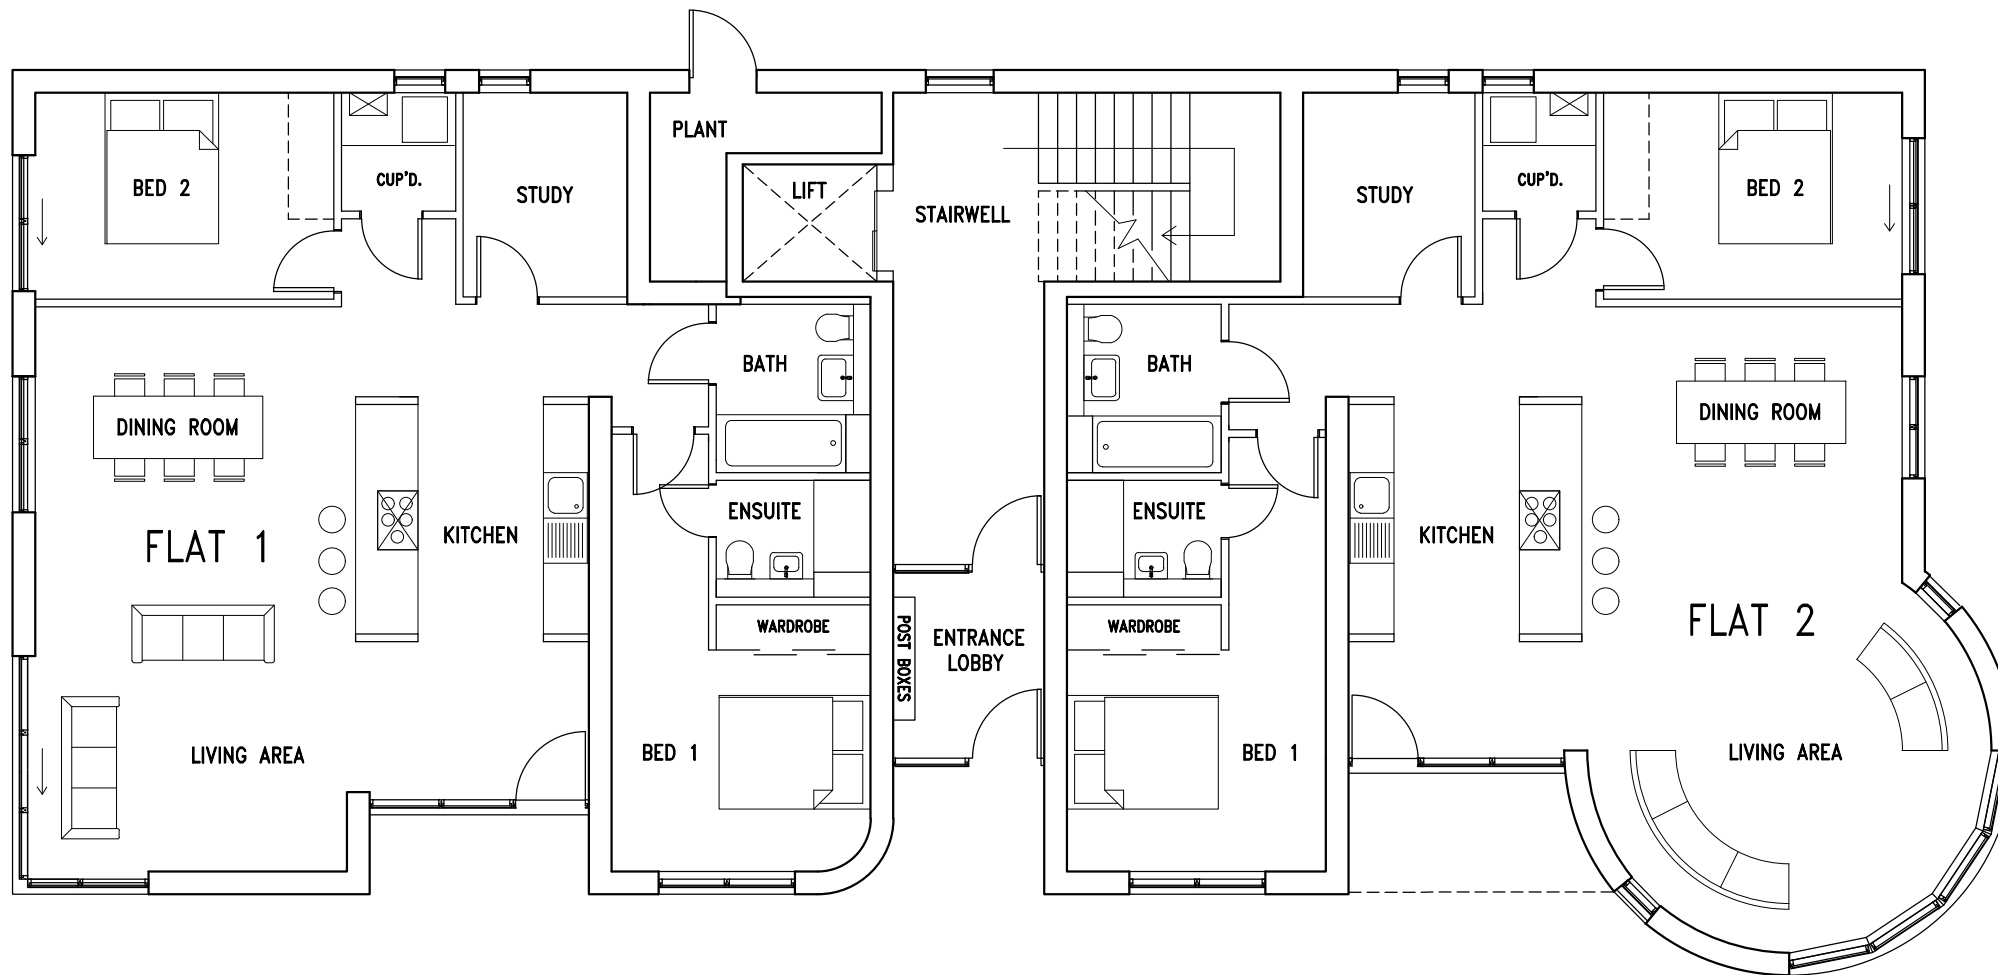 PLANT
BED 2
CUP'D.
STUDY
LIFT
STAIRWELL
STUDY
CUP'D.
BED 2
BATH
BATH
DINING ROOM
DINING ROOM
FLAT 1
KITCHEN
ENSUITE
ENSUITE
KITCHEN
FLAT 2
WARDROBE
POST BOXES
ENTRANCE
LOBBY
WARDROBE
LIVING AREA
BED 1
BED 1
LIVING AREA